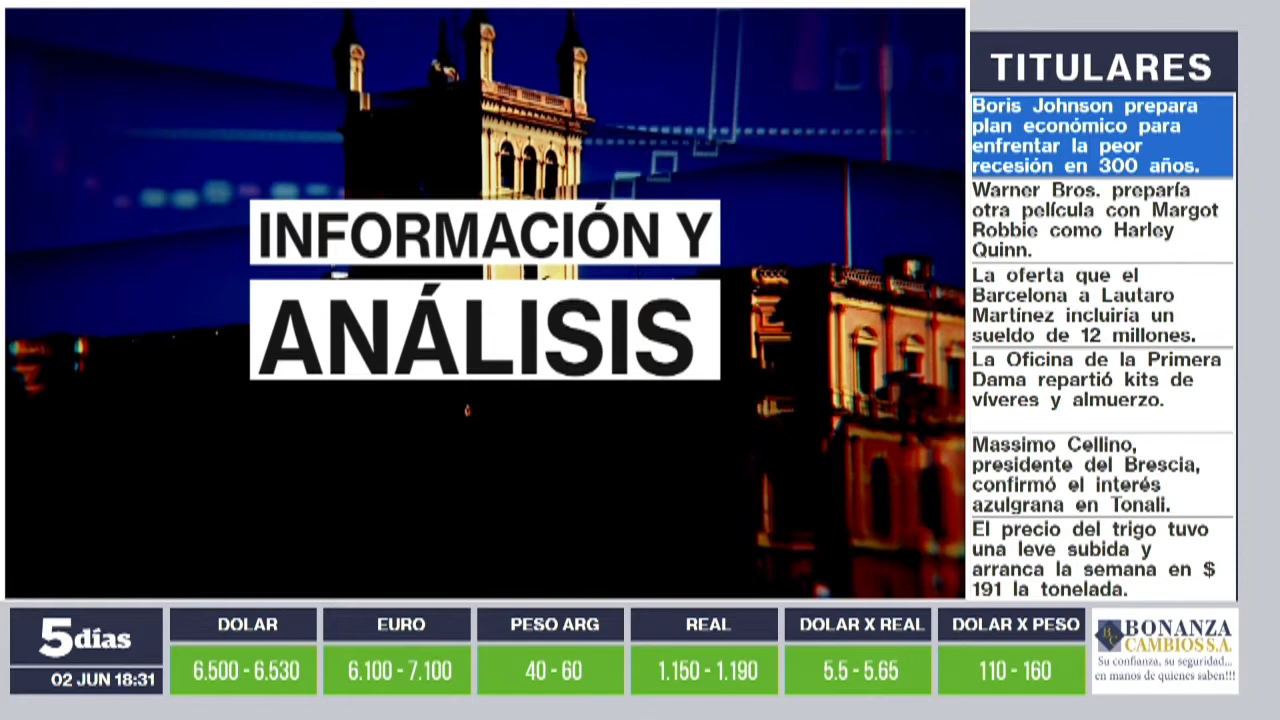 INFORMACIÓN Y
ANÁLISIS
TITULARES
Boris Johnson prepara
plan económico para
enfrentar la peor
recesión en 300 años.
Warner Bros. preparía
otra película con Margot
Robbie como Harley
Quinn.
La oferta que el
Barcelona a Lautaro
Martínez incluiria un
sueldo de 12 millones.
La Oficina de la Primera
Dama repartió kits de
víveres y almuerzo.
Massimo Cellino,
presidente del Brescia,
confirmó el interés
azulgrana en Tonali.
El precio del trigo tuvo
una leve subida y
arranca la semana en $
191 la tonelada.
5días
02 JUN 18:31
DOLAR
6.500 - 6.530
EURO
6.100 - 7.100
PESO ARG
40 - 60
REAL
1.150 - 1.190
DOLAR X REAL
5.5 - 5.65
DOLAR X PESO
110 - 160
BC
BONANZA
CAMBIOS S.A.
Su confianza, su seguridad...
en manos de quienes saben!!!